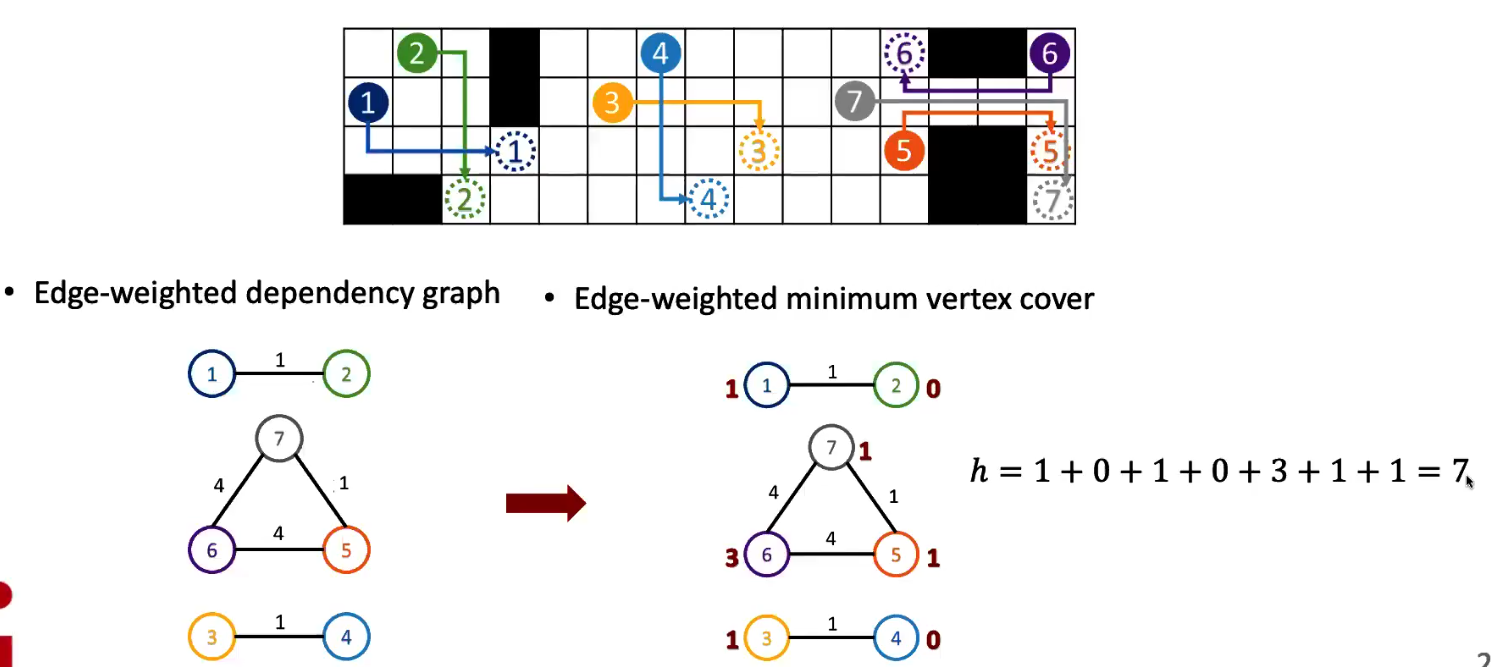 2 4 6 6
1 3 7
1 3 5 5
2 4 7
• Edge-weighted dependency graph
• Edge-weighted minimum vertex cover
1 1 2
7
4 1
6 4 5
3 1 4
1 1 1 2 0
7 1
4 1
3 6 4 5 1
1 3 1 4 0
h = 1 + 0 + 1 + 0 + 3 + 1 + 1 = 7